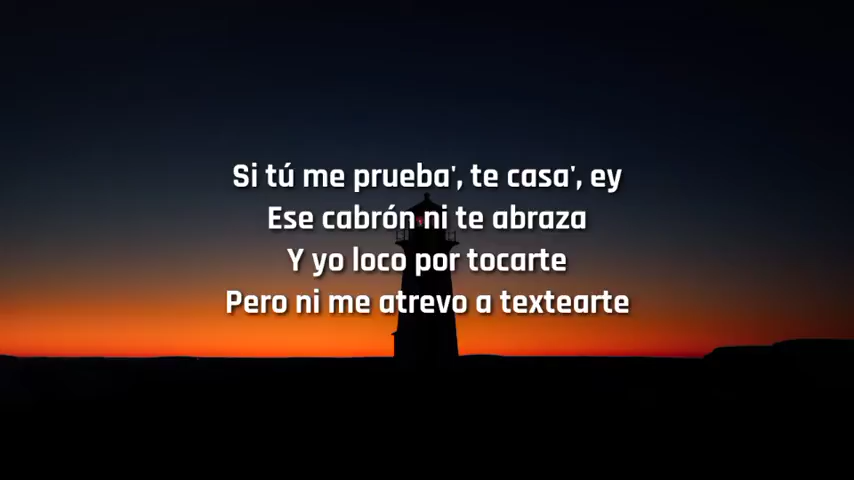 Si tú me prueba', te casa', ey
Ese cabrón ni te abraza
Y yo loco por tocarte
Pero ni me atrevo a textearte